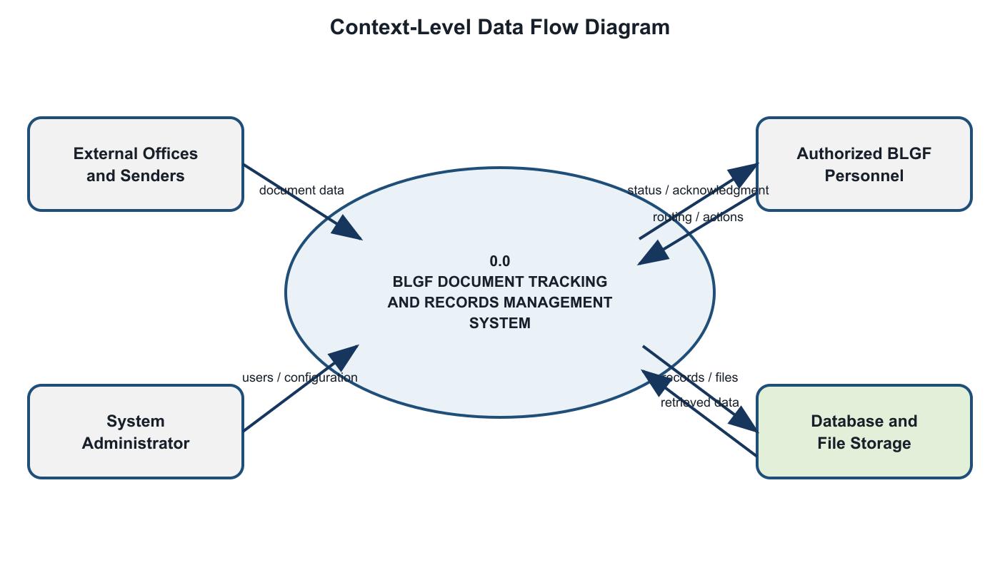 Context-Level Data Flow Diagram
External Offices
and Senders
Authorized BLGF
Personnel
document data
status / acknowledgment
routing / actions
0.0
BLGF DOCUMENT TRACKING
AND RECORDS MANAGEMENT
SYSTEM
users / configuration
records / files
retrieved data
System
Administrator
Database and
File Storage